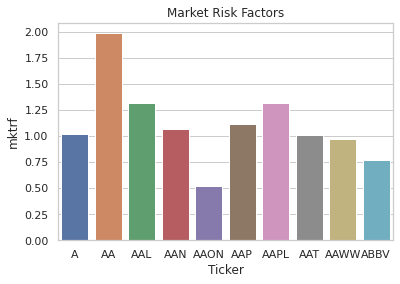 Market Risk Factors
2.00
1.75
1.50
1.25
1.00
0.75
0.50
0.25
0.00
mktrf
A AA AAL AAN AAON AAP AAPL AAT AAWW ABBV
Ticker